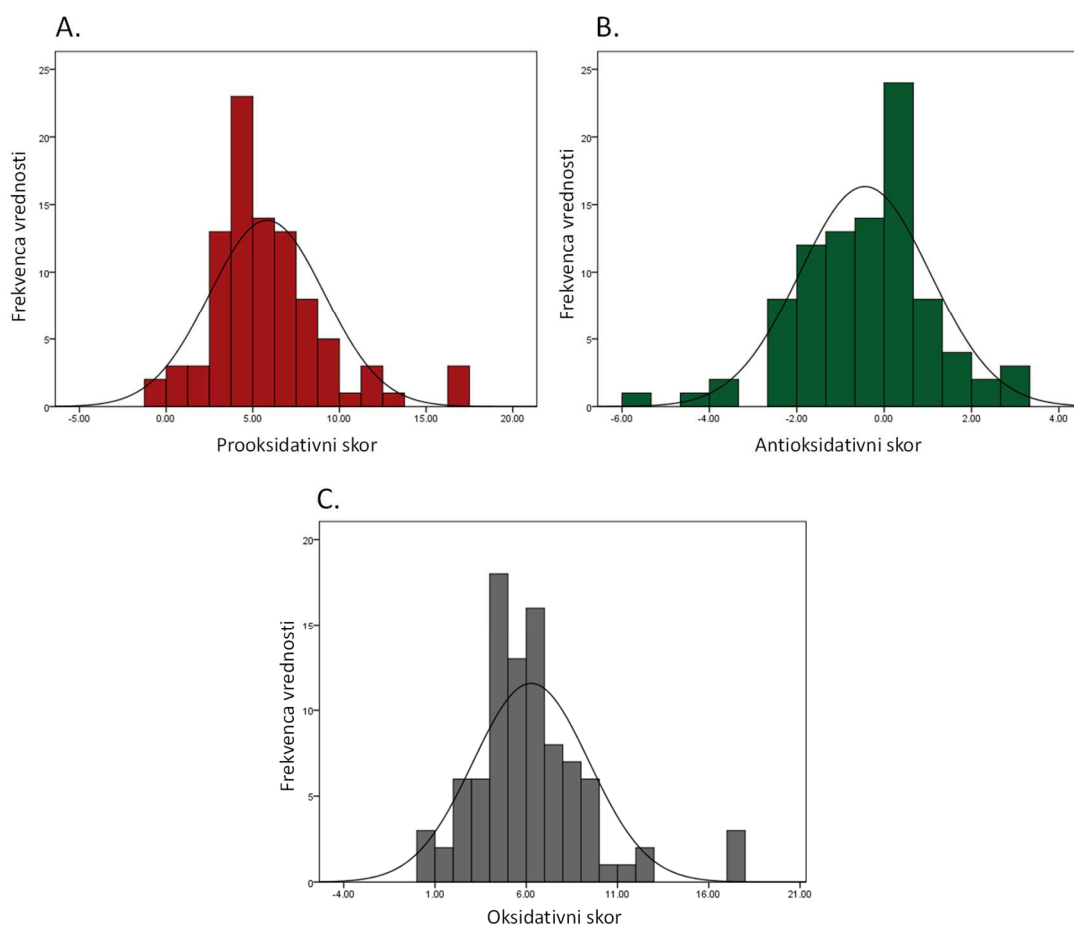 A.
Frekvenca vrednosti
25
20
15
10
5
0
-5.00 0.00 5.00 10.00 15.00 20.00
Prooksidativni skor
B.
Frekvenca vrednosti
25
20
15
10
5
0
-6.00 -4.00 -2.00 0.00 2.00 4.00
Antioksidativni skor
C.
Frekvenca vrednosti
20
15
10
5
0
-4.00 1.00 6.00 11.00 16.00 21.00
Oksidativni skor